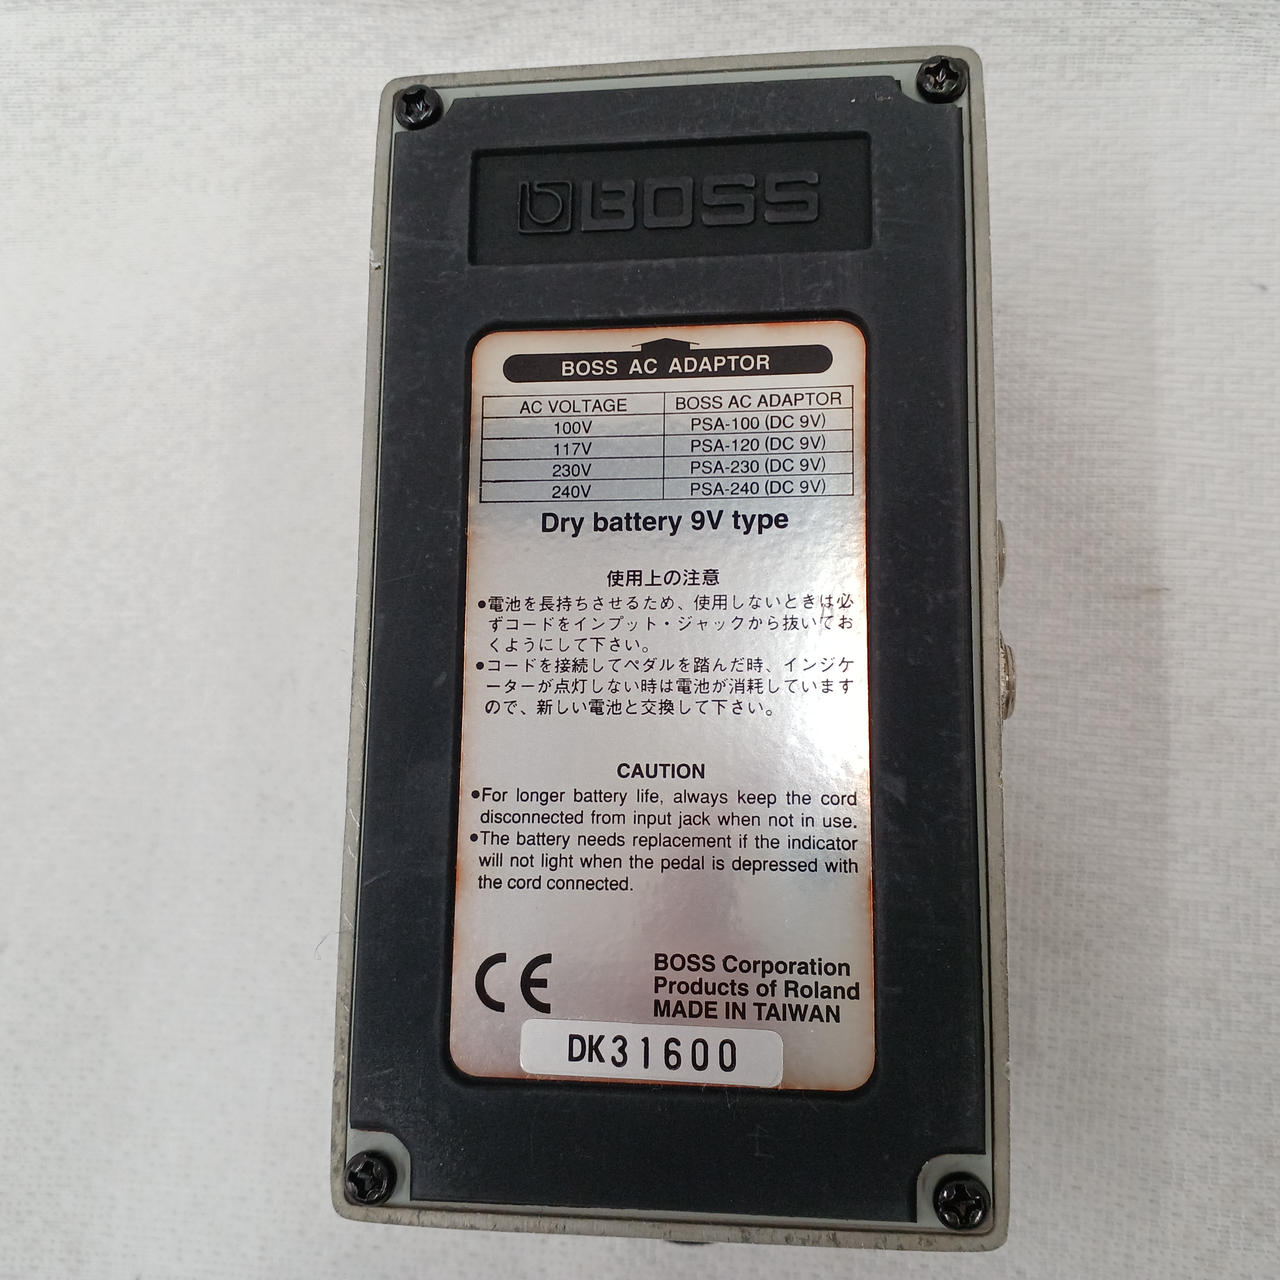 BOSS
BOSS AC ADAPTOR
AC VOLTAGE BOSS AC ADAPTOR
100V PSA-100 (DC 9V)
117V PSA-120 (DC 9V)
230V PSA-230 (DC 9V)
240V PSA-240 (DC 9V)
Dry battery 9V type
使用上の注意
●電池を長持ちさせるため、使用しないときは必
ずコードをインプット・ジャックから抜いてお
くようにして下さい。
●コードを接続してペダルを踏んだ時、インジケ
ーターが点灯しない時は電池が消耗しています
ので、新しい電池と交換して下さい。
CAUTION
●For longer battery life, always keep the cord
disconnected from input jack when not in use.
●The battery needs replacement if the indicator
will not light when the pedal is depressed with
the cord connected.
CE
BOSS Corporation
Products of Roland
MADE IN TAIWAN
DK31600